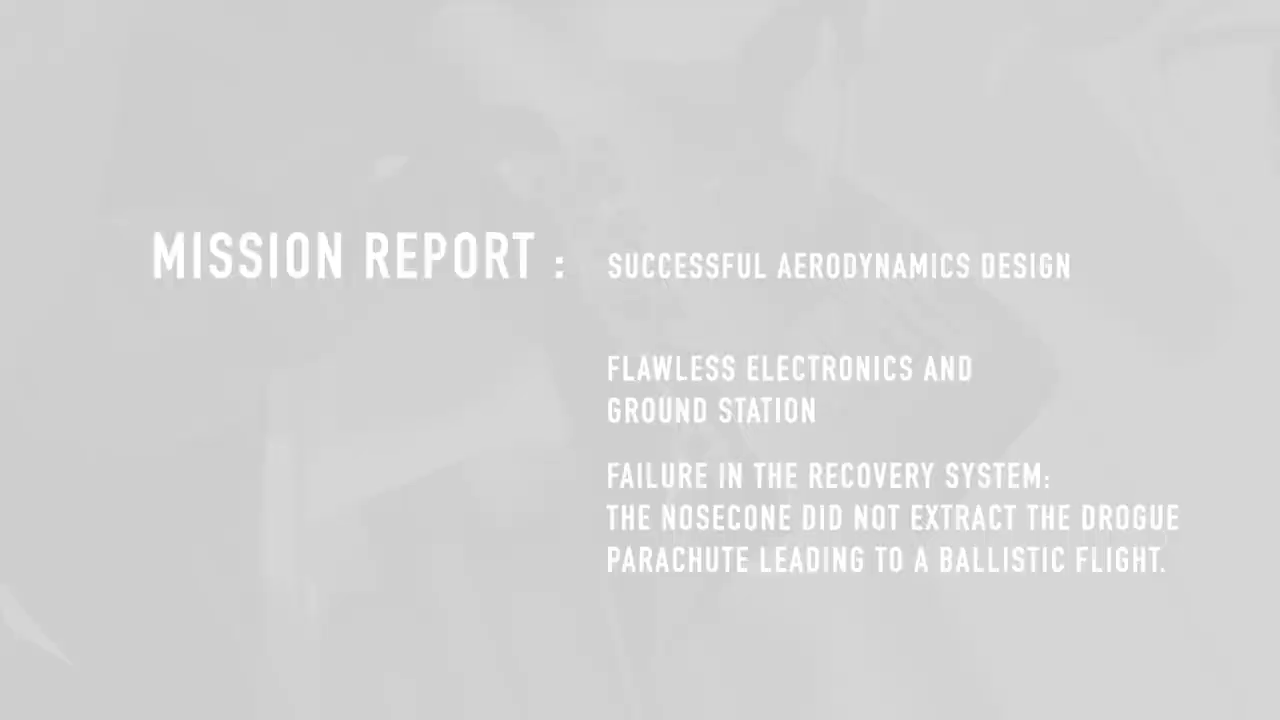 MISSION REPORT : SUCCESSFUL AERODYNAMICS DESIGN
FLAWLESS ELECTRONICS AND
GROUND STATION
FAILURE IN THE RECOVERY SYSTEM:
THE NOSECONE DID NOT EXTRACT THE DROGUE
PARACHUTE LEADING TO A BALLISTIC FLIGHT.